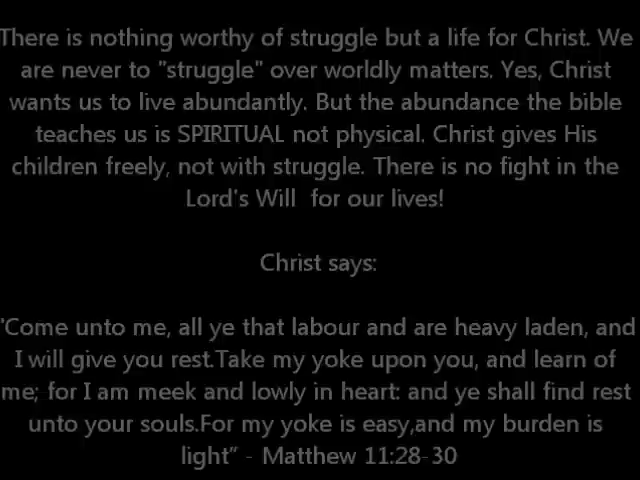 There is nothing worthy of struggle but a life for Christ. We
are never to "struggle" over worldly matters. Yes, Christ
wants us to live abundantly. But the abundance the bible
teaches us is SPIRITUAL not physical. Christ gives His
children freely, not with struggle. There is no fight in the
Lord's Will  for our lives!
Christ says:
"Come unto me, all ye that labour and are heavy laden, and
I will give you rest.Take my yoke upon you, and learn of
me; for I am meek and lowly in heart: and ye shall find rest
unto your souls.For my yoke is easy,and my burden is
light" - Matthew 11:28-30